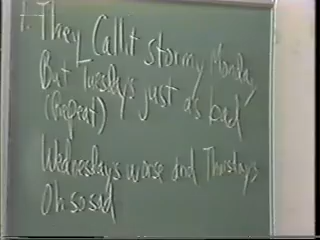 1. They Call it stormy Monday
But Tuesdays just as bad
(Repeat)
Wednesdays worse and Thursdays
Oh so sad